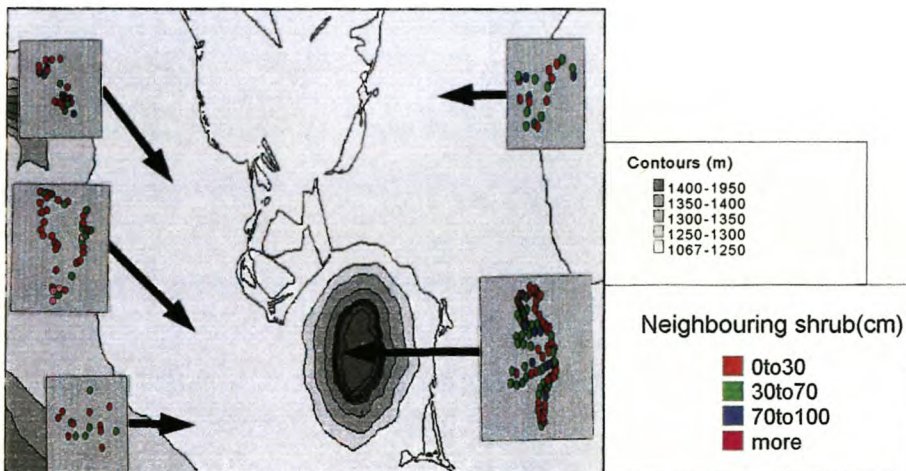 Contours (m)
1400-1950
1350-1400
1300-1350
1250-1300
1067-1250
Neighbouring shrub(cm)
0to30
30to70
70to100
more